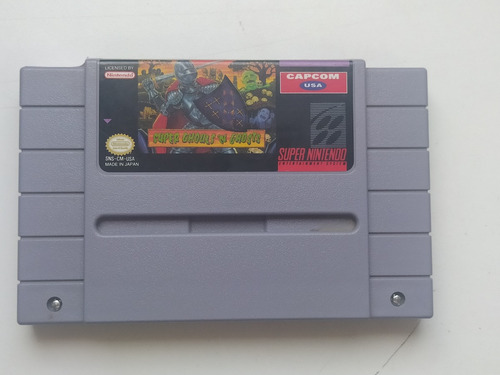 LICENSED BY
Nintendo
CAPCOM
USA
SUPER GHOULS 'N GHOSTS
SNS-CM-USA
MADE IN JAPAN
SUPER NINTENDO
ENTERTAINMENT SYSTEM